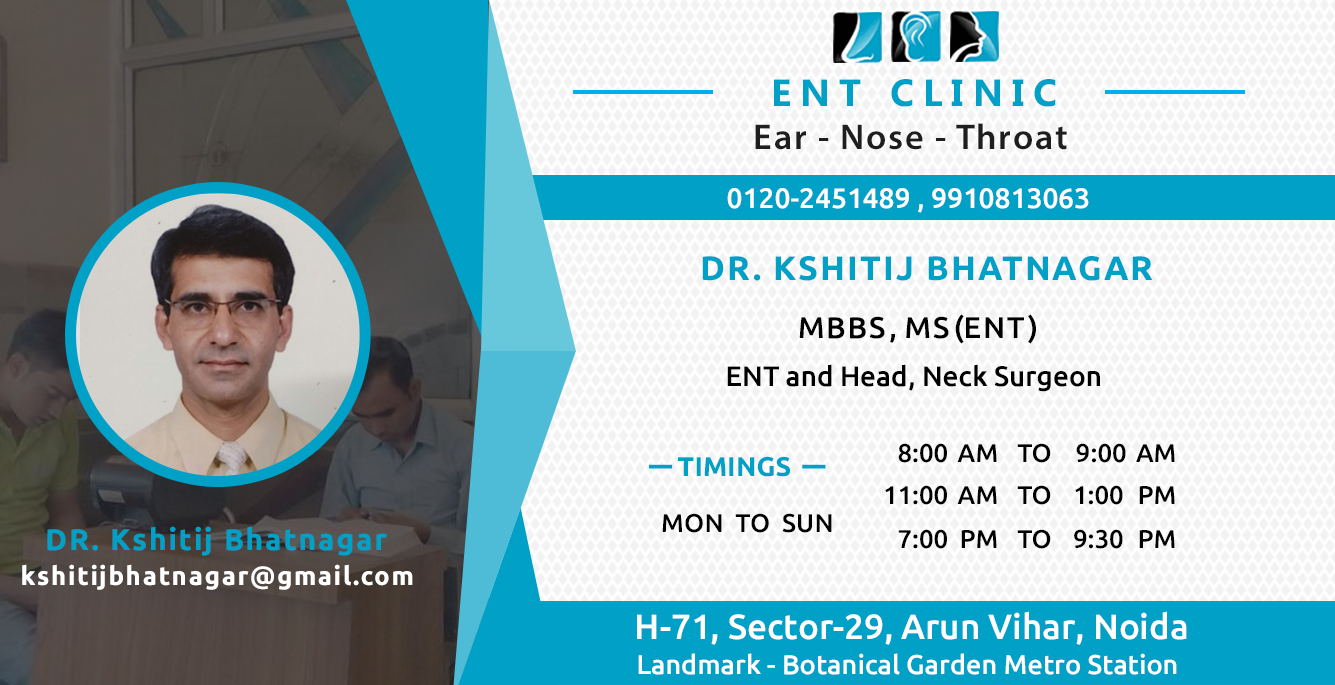 ENT CLINIC
Ear - Nose - Throat
0120-2451489 , 9910813063
DR. KSHITIJ BHATNAGAR
MBBS, MS (ENT)
ENT and Head, Neck Surgeon
TIMINGS
MON TO SUN
8:00 AM TO 9:00 AM
11:00 AM TO 1:00 PM
7:00 PM TO 9:30 PM
DR. Kshitij Bhatnagar
kshitijbhatnagar@gmail.com
H-71, Sector-29, Arun Vihar, Noida
Landmark - Botanical Garden Metro Station